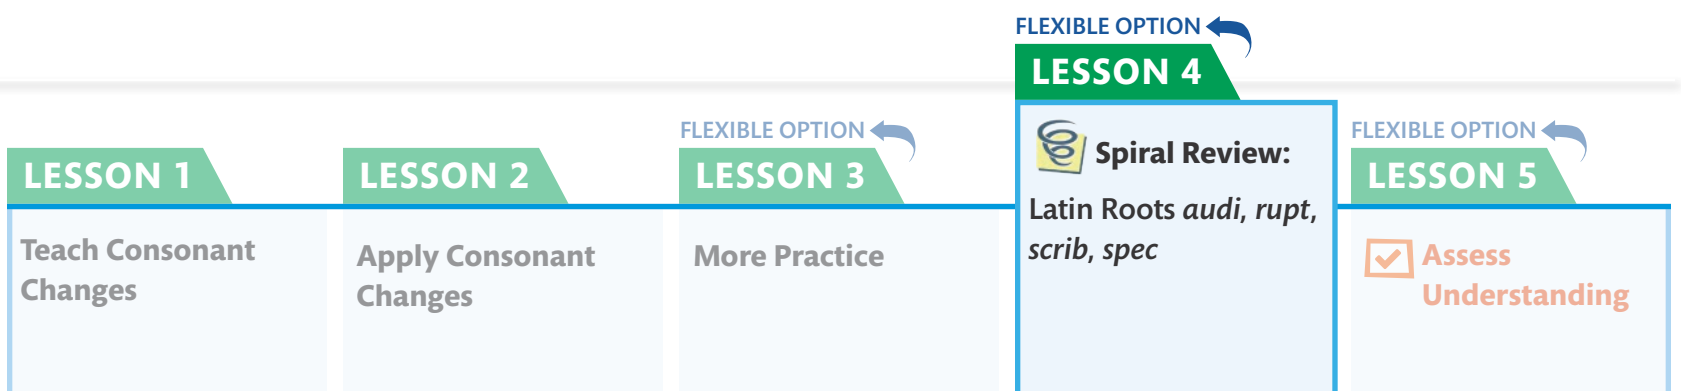 LESSON 1
Teach Consonant
Changes
LESSON 2
Apply Consonant
Changes
FLEXIBLE OPTION
LESSON 3
More Practice
FLEXIBLE OPTION
LESSON 4
Spiral Review:
Latin Roots audi, rupt,
scrib, spec
FLEXIBLE OPTION
LESSON 5
Assess
Understanding